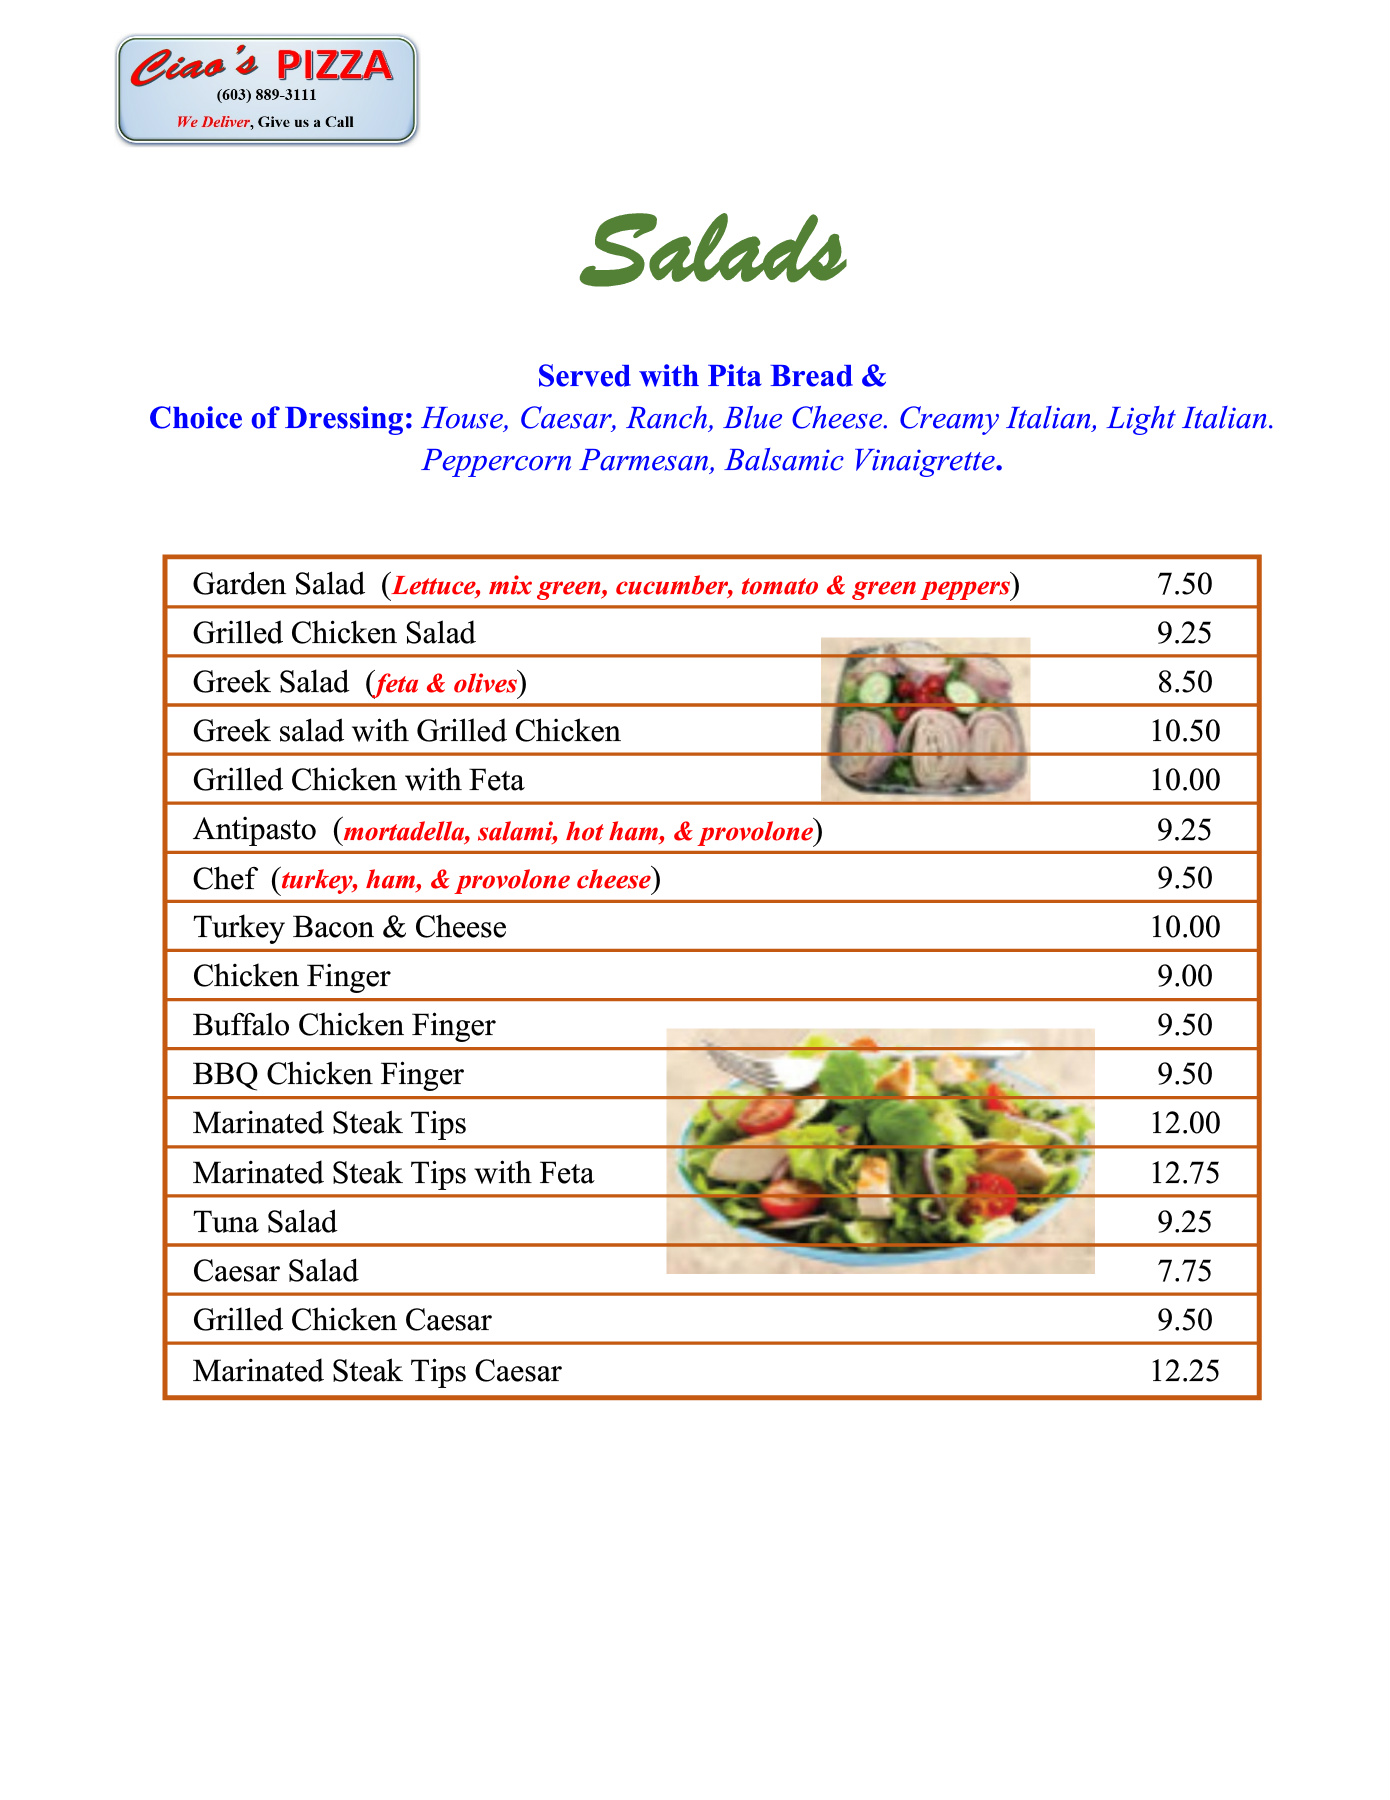 Ciao's PIZZA
(603) 889-3111
We Deliver, Give us a Call
Salads
Served with Pita Bread &
Choice of Dressing: House, Caesar, Ranch, Blue Cheese. Creamy Italian, Light Italian.
Peppercorn Parmesan, Balsamic Vinaigrette.
Garden Salad (Lettuce, mix green, cucumber, tomato & green peppers) 7.50
Grilled Chicken Salad 9.25
Greek Salad (feta & olives) 8.50
Greek salad with Grilled Chicken 10.50
Grilled Chicken with Feta 10.00
Antipasto (mortadella, salami, hot ham, & provolone) 9.25
Chef (turkey, ham, & provolone cheese) 9.50
Turkey Bacon & Cheese 10.00
Chicken Finger 9.00
Buffalo Chicken Finger 9.50
BBQ Chicken Finger 9.50
Marinated Steak Tips 12.00
Marinated Steak Tips with Feta 12.75
Tuna Salad 9.25
Caesar Salad 7.75
Grilled Chicken Caesar 9.50
Marinated Steak Tips Caesar 12.25